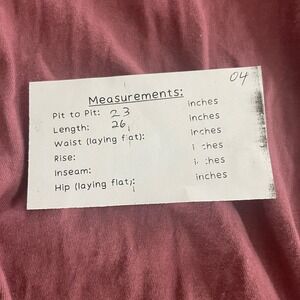 04
Measurements:
Pit to Pit: 23 inches
Length: 26 inches
Waist (laying flat): inches
Rise: inches
Inseam: inches
Hip (laying flat): inches